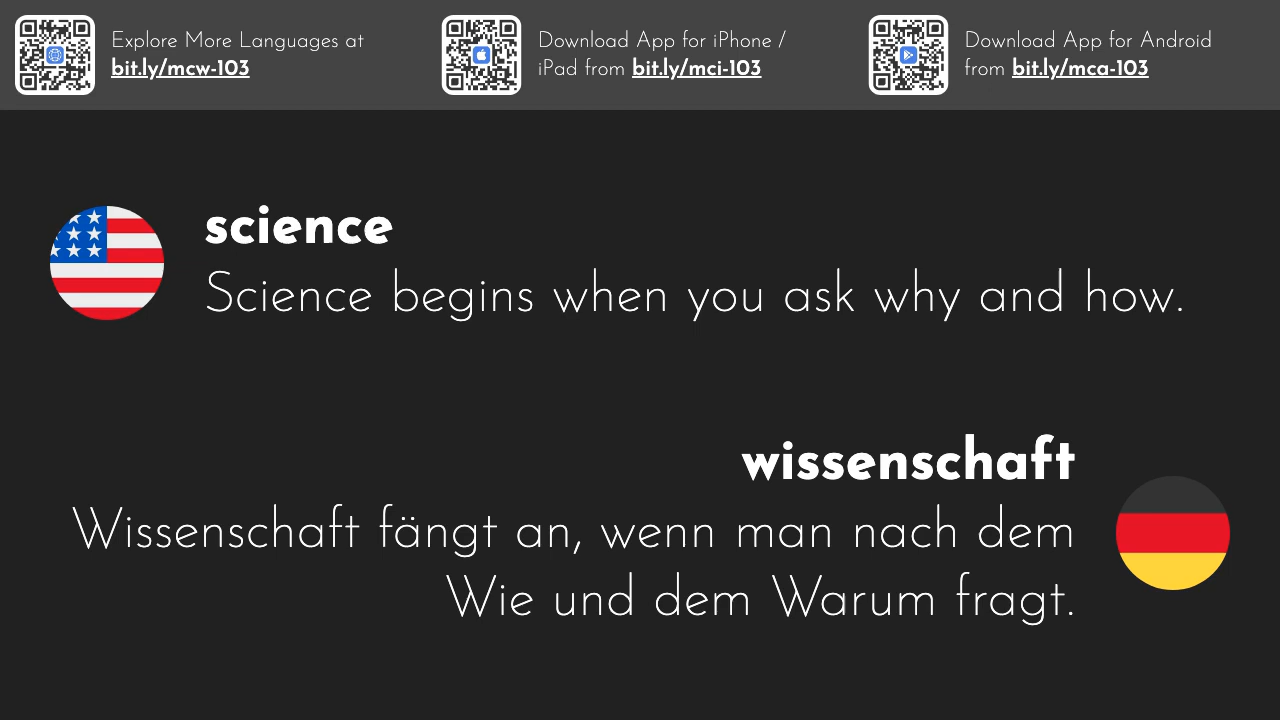 Explore More Languages at
bit.ly/mcw-103
Download App for iPhone /
iPad from bit.ly/mci-103
Download App for Android
from bit.ly/mca-103
science
Science begins when you ask why and how.
wissenschaft
Wissenschaft fängt an, wenn man nach dem
Wie und dem Warum fragt.